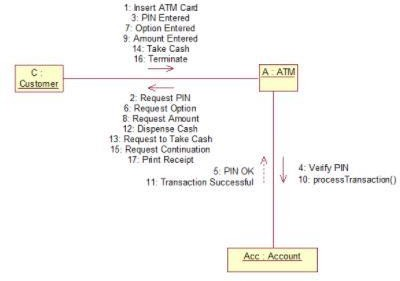 1: Insert ATM Card
3: PIN Entered
7: Option Entered
9: Amount Entered
14: Take Cash
16: Terminate
C :
Customer
A : ATM
2: Request PIN
6: Request Option
8: Request Amount
12: Dispense Cash
13: Request to Take Cash
15: Request Continuation
17: Print Receipt
5: PIN OK
11: Transaction Successful
4: Verify PIN
10: processTransaction()
Acc : Account